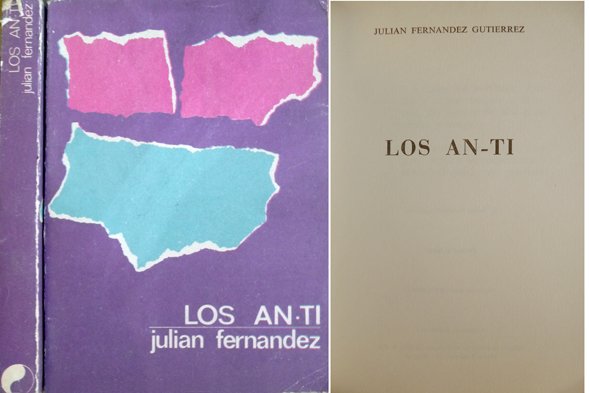 LOS AN·TI
julian fernandez
LOS AN·TI
julian fernandez
JULIAN FERNANDEZ GUTIERREZ
LOS AN-TI